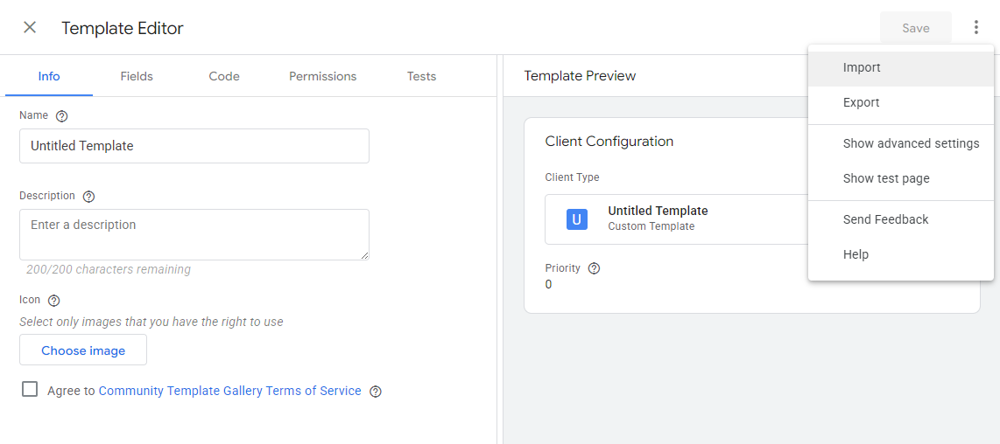 Template Editor
Save
Info
Fields
Code
Permissions
Tests
Name
Untitled Template
Description
Enter a description
200/200 characters remaining
Icon
Select only images that you have the right to use
Choose image
Agree to Community Template Gallery Terms of Service
Template Preview
Client Configuration
Client Type
U
Untitled Template
Custom Template
Priority
0
Import
Export
Show advanced settings
Show test page
Send Feedback
Help